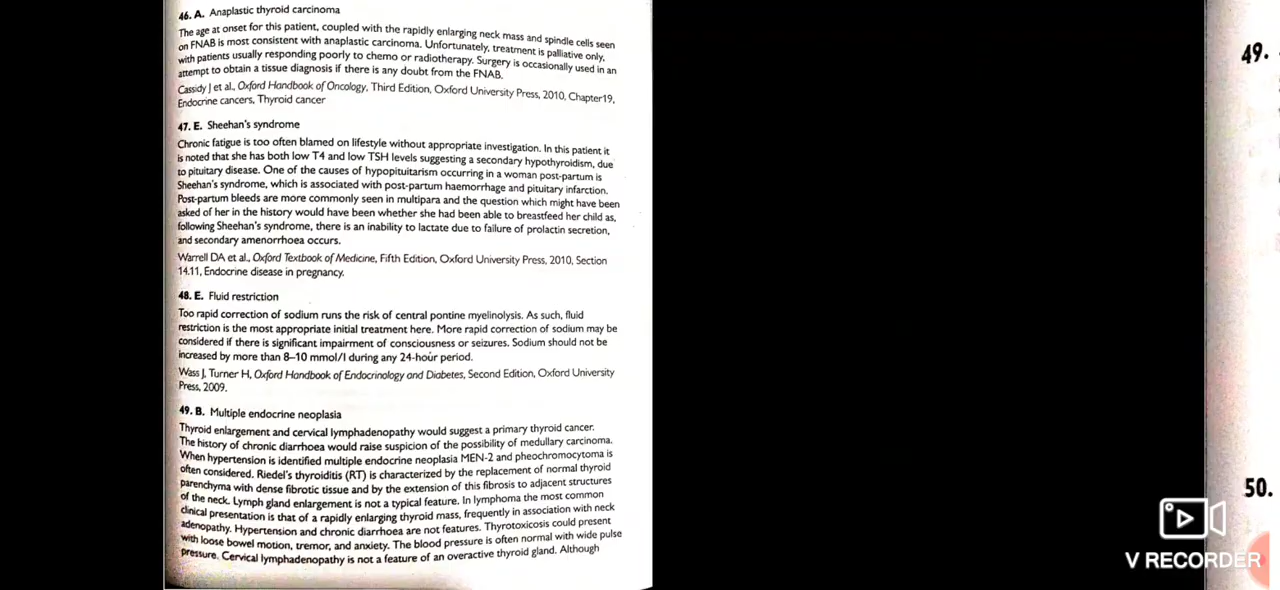 46. A. Anaplastic thyroid carcinoma
The age at onset for this patient, coupled with the rapidly enlarging neck mass and spindle cells seen
on FNAB is most consistent with anaplastic carcinoma. Unfortunately, treatment is palliative only,
with patients usually responding poorly to chemo or radiotherapy. Surgery is occasionally used in an
attempt to obtain a tissue diagnosis if there is any doubt from the FNAB.
Cassidy J et al., Oxford Handbook of Oncology, Third Edition, Oxford University Press, 2010, Chapter19,
Endocrine cancers, Thyroid cancer
47. E. Sheehan's syndrome
Chronic fatigue is too often blamed on lifestyle without appropriate investigation. In this patient it
is noted that she has both low T4 and low TSH levels suggesting a secondary hypothyroidism, due
to pituitary disease. One of the causes of hypopituitarism occurring in a woman post-partum is
Sheehan's syndrome, which is associated with post-partum haemorrhage and pituitary infarction.
Post-partum bleeds are more commonly seen in multipara and the question which might have been
asked of her in the history would have been whether she had been able to breastfeed her child as,
following Sheehan's syndrome, there is an inability to lactate due to failure of prolactin secretion,
and secondary amenorrhoea occurs.
Warrell DA et al., Oxford Textbook of Medicine, Fifth Edition, Oxford University Press, 2010, Section
14.11, Endocrine disease in pregnancy.
48. E. Fluid restriction
Too rapid correction of sodium runs the risk of central pontine myelinolysis. As such, fluid
restriction is the most appropriate initial treatment here. More rapid correction of sodium may be
considered if there is significant impairment of consciousness or seizures. Sodium should not be
increased by more than 8–10 mmol/l during any 24-hour period.
Wass J, Turner H, Oxford Handbook of Endocrinology and Diabetes, Second Edition, Oxford University
Press, 2009.
49. B. Multiple endocrine neoplasia
Thyroid enlargement and cervical lymphadenopathy would suggest a primary thyroid cancer.
The history of chronic diarrhoea would raise suspicion of the possibility of medullary carcinoma.
When hypertension is identified multiple endocrine neoplasia MEN-2 and pheochromocytoma is
often considered. Riedel's thyroiditis (RT) is characterized by the replacement of normal thyroid
parenchyma with dense fibrotic tissue and by the extension of this fibrosis to adjacent structures
of the neck. Lymph gland enlargement is not a typical feature. In lymphoma the most common
clinical presentation is that of a rapidly enlarging thyroid mass, frequently in association with neck
adenopathy. Hypertension and chronic diarrhoea are not features. Thyrotoxicosis could present
with loose bowel motion, tremor, and anxiety. The blood pressure is often normal with wide pulse
pressure. Cervical lymphadenopathy is not a feature of an overactive thyroid gland. Although
49.
50.
V RECORDER